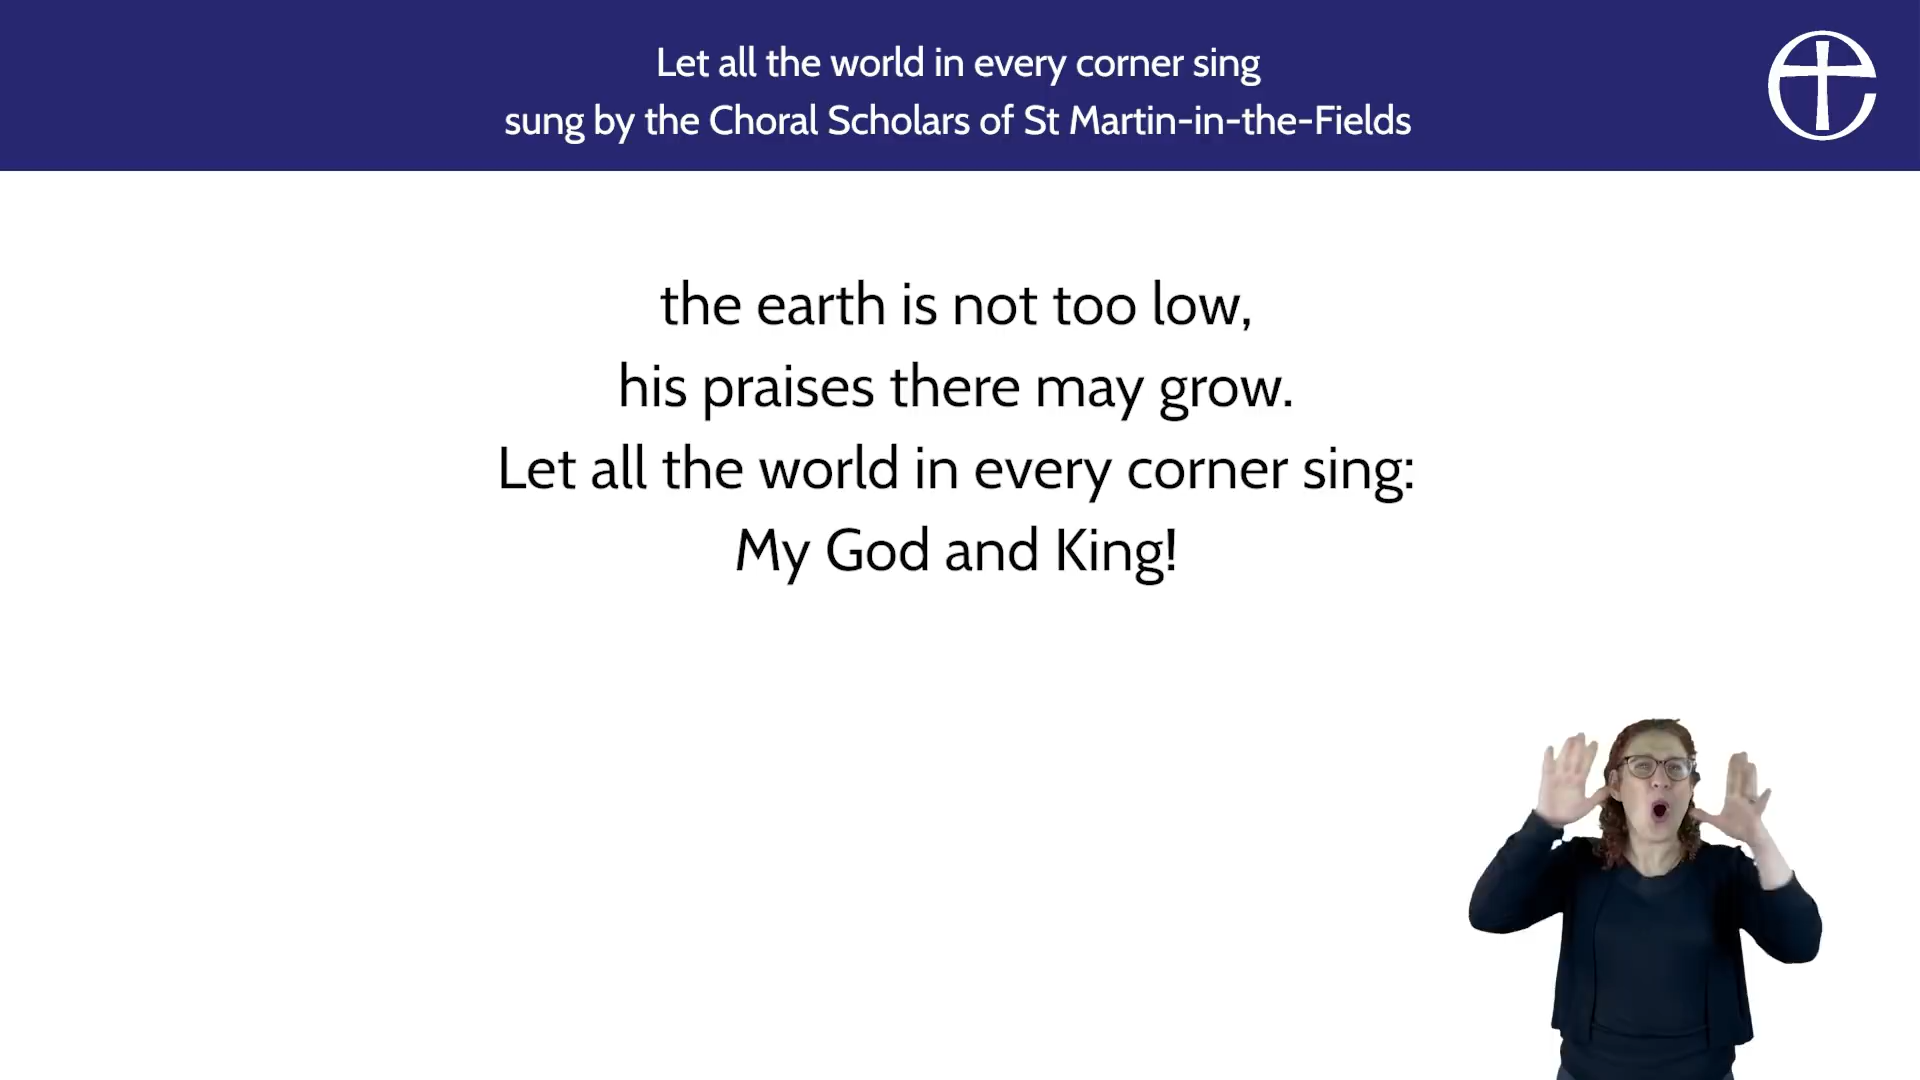 Let all the world in every corner sing
sung by the Choral Scholars of St Martin-in-the-Fields
the earth is not too low,
his praises there may grow.
Let all the world in every corner sing:
My God and King!